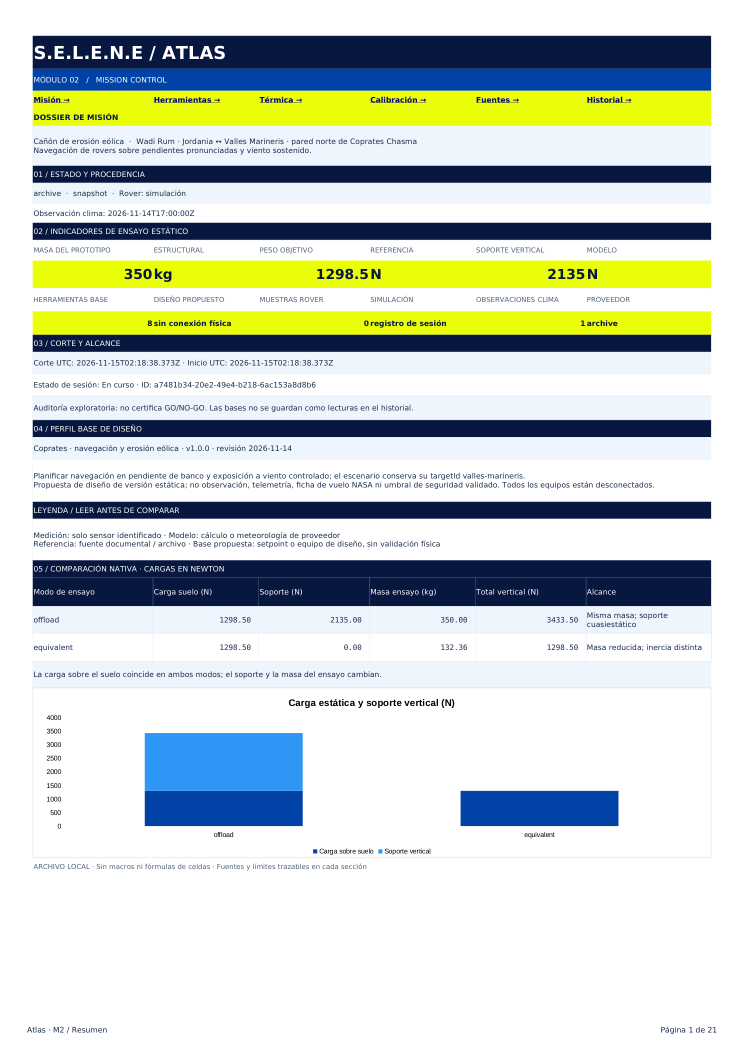 S.E.L.E.N.E / ATLAS
MÓDULO 02 / MISSION CONTROL
Misión → Herramientas → Térmica → Calibración → Fuentes → Historial →
DOSSIER DE MISIÓN
Cañón de erosión eólica · Wadi Rum · Jordania ↔ Valles Marineris · pared norte de Coprates Chasma
Navegación de rovers sobre pendientes pronunciadas y viento sostenido.
01 / ESTADO Y PROCEDENCIA
archive · snapshot · Rover: simulación
Observación clima: 2026-11-14T17:00:00Z
02 / INDICADORES DE ENSAYO ESTÁTICO
MASA DEL PROTOTIPO ESTRUCTURAL PESO OBJETIVO REFERENCIA SOPORTE VERTICAL MODELO
350 kg 1298.5 N 2135 N
HERRAMIENTAS BASE DISEÑO PROPUESTO MUESTRAS ROVER SIMULACIÓN OBSERVACIONES CLIMA PROVEEDOR
8 sin conexión física 0 registro de sesión 1 archive
03 / CORTE Y ALCANCE
Corte UTC: 2026-11-15T02:18:38.373Z · Inicio UTC: 2026-11-15T02:18:38.373Z
Estado de sesión: En curso · ID: a7481b34-20e2-49e4-b218-6ac153a8d8b6
Auditoría exploratoria: no certifica GO/NO-GO. Las bases no se guardan como lecturas en el historial.
04 / PERFIL BASE DE DISEÑO
Coprates · navegación y erosión eólica · v1.0.0 · revisión 2026-11-14
Planificar navegación en pendiente de banco y exposición a viento controlado; el escenario conserva su targetId valles-marineris.
Propuesta de diseño de versión estática; no observación, telemetría, ficha de vuelo NASA ni umbral de seguridad validado. Todos los equipos están desconectados.
LEYENDA / LEER ANTES DE COMPARAR
Medición: solo sensor identificado · Modelo: cálculo o meteorología de proveedor
Referencia: fuente documental / archivo · Base propuesta: setpoint o equipo de diseño, sin validación física
05 / COMPARACIÓN NATIVA · CARGAS EN NEWTON
Modo de ensayo Carga suelo (N) Soporte (N) Masa ensayo (kg) Total vertical (N) Alcance
offload 1298.50 2135.00 350.00 3433.50 Misma masa; soporte
cuasiestático
equivalent 1298.50 0.00 132.36 1298.50 Masa reducida; inercia distinta
La carga sobre el suelo coincide en ambos modos; el soporte y la masa del ensayo cambian.
Carga estática y soporte vertical (N)
4000
3500
3000
2500
2000
1500
1000
500
0
offload equivalent
Carga sobre suelo Soporte vertical
ARCHIVO LOCAL · Sin macros ni fórmulas de celdas · Fuentes y límites trazables en cada sección
Atlas · M2 / Resumen Página 1 de 21